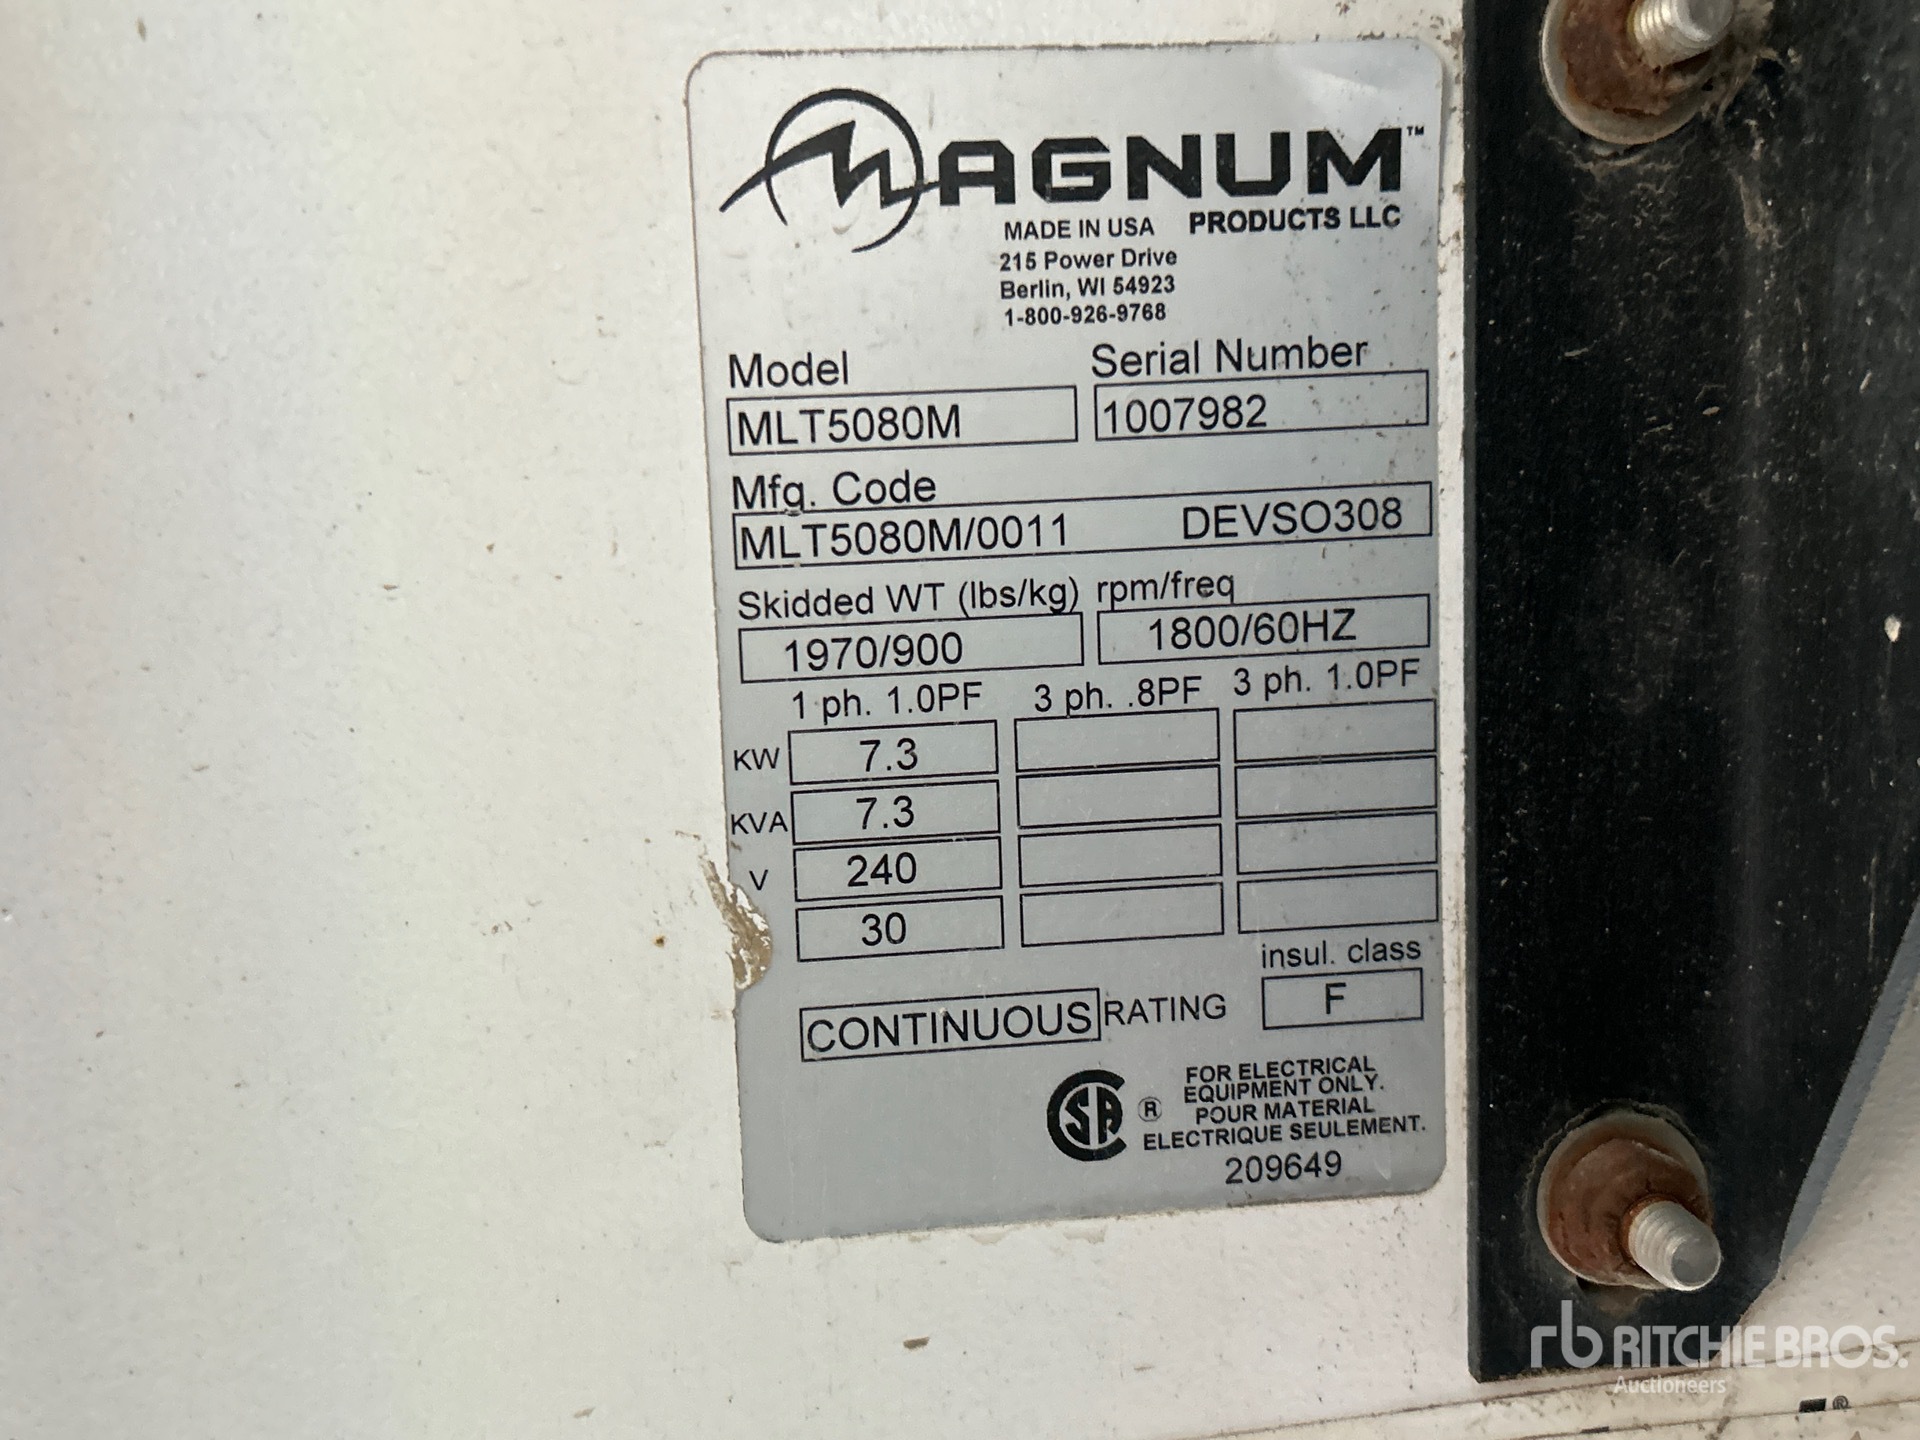 MAGNUM™
MADE IN USA PRODUCTS LLC
215 Power Drive
Berlin, WI 54923
1-800-926-9768
Model Serial Number
MLT5080M 1007982
Mfg. Code
MLT5080M/0011 DEVSO308
Skidded WT (lbs/kg) rpm/freq
1970/900 1800/60HZ
1 ph. 1.0PF 3 ph. .8PF 3 ph. 1.0PF
KW 7.3
KVA 7.3
V 240
30
insul. class
CONTINUOUS RATING F
CSA ® FOR ELECTRICAL
EQUIPMENT ONLY.
POUR MATERIAL
ELECTRIQUE SEULEMENT.
209649
rb RITCHIE BROS.
Auctioneers
®